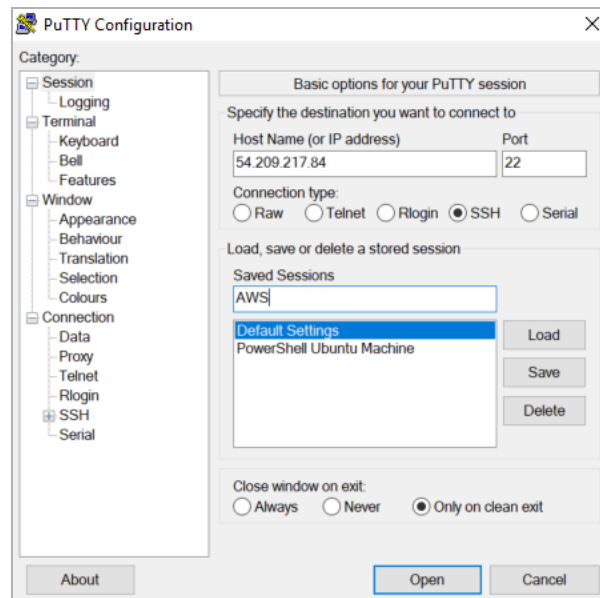 PuTTY Configuration
Category:
Session
Logging
Terminal
Keyboard
Bell
Features
Window
Appearance
Behaviour
Translation
Selection
Colours
Connection
Data
Proxy
Telnet
Rlogin
SSH
Serial
Basic options for your PuTTY session
Specify the destination you want to connect to
Host Name (or IP address) Port
54.209.217.84 22
Connection type:
Raw Telnet Rlogin SSH Serial
Load, save or delete a stored session
Saved Sessions
AWS
Default Settings
PowerShell Ubuntu Machine
Load
Save
Delete
Close window on exit:
Always Never Only on clean exit
About Open Cancel